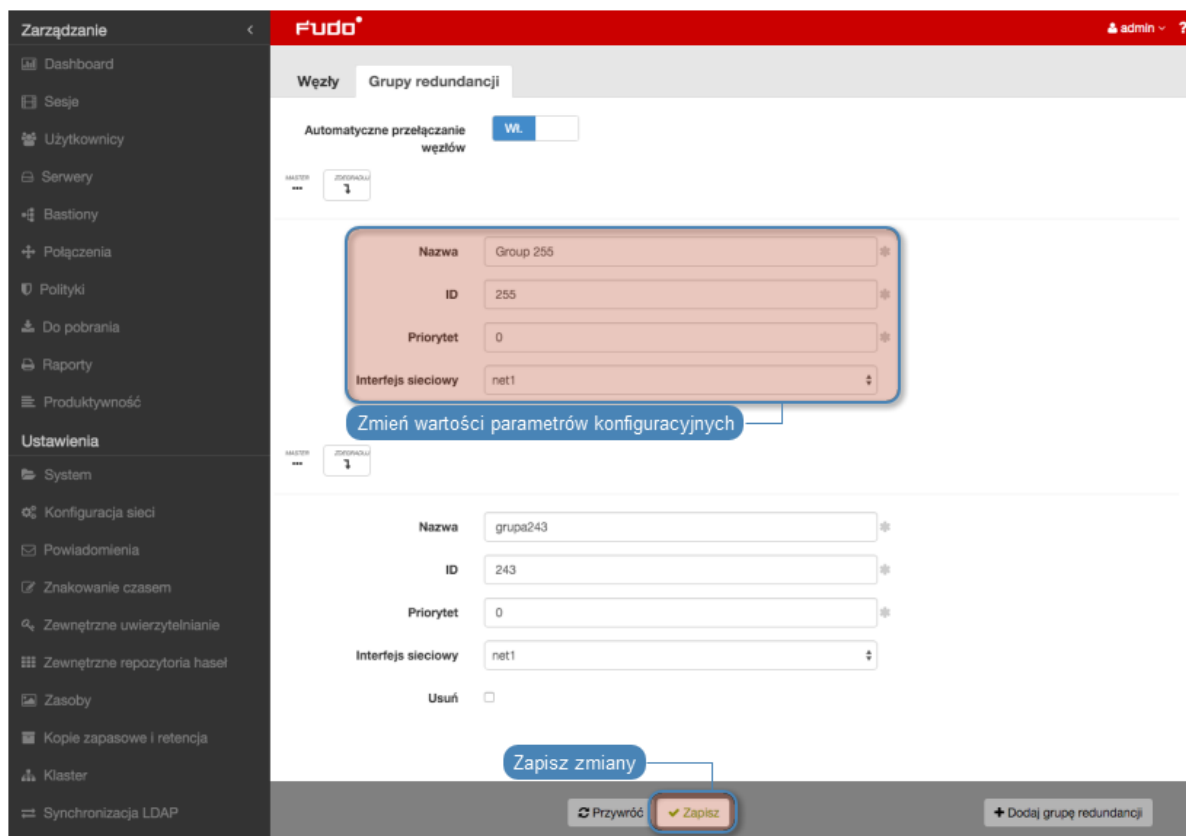 Zarządzanie
Fudo
admin
?
Dashboard
Sesje
Użytkownicy
Serwery
Bastiony
Połączenia
Polityki
Do pobrania
Raporty
Produktywność
Ustawienia
System
Konfiguracja sieci
Powiadomienia
Znakowanie czasem
Zewnętrzne uwierzytelnianie
Zewnętrzne repozytoria haseł
Zasoby
Kopie zapasowe i retencja
Klaster
Synchronizacja LDAP
Węzły Grupy redundancji
Automatyczne przełączanie węzłów Wł.
MASTER ZDEGRADUJ
Nazwa Group 255
ID 255
Priorytet 0
Interfejs sieciowy net1
Zmień wartości parametrów konfiguracyjnych
MASTER ZDEGRADUJ
Nazwa grupa243
ID 243
Priorytet 0
Interfejs sieciowy net1
Usuń
Zapisz zmiany
Przywróć Zapisz + Dodaj grupę redundancji